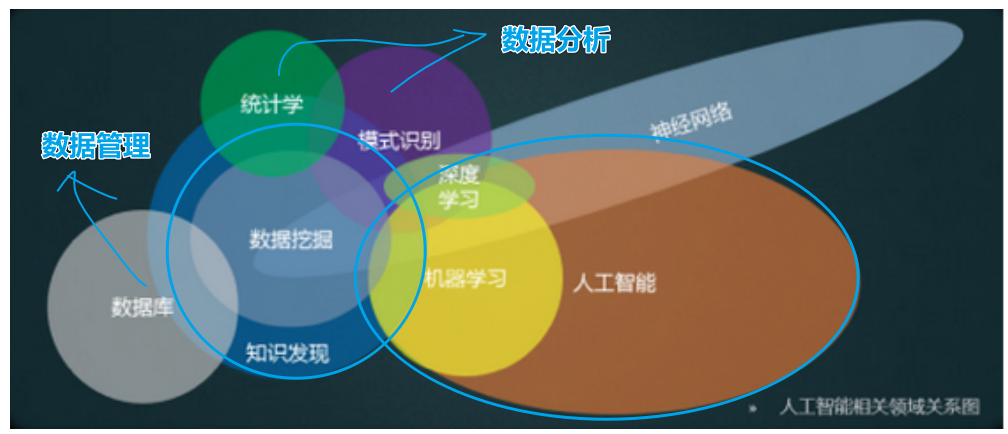 数据分析
统计学
神经网络
模式识别
数据管理
深度
学习
数据挖掘
机器学习
人工智能
数据库
知识发现
» 人工智能相关领域关系图